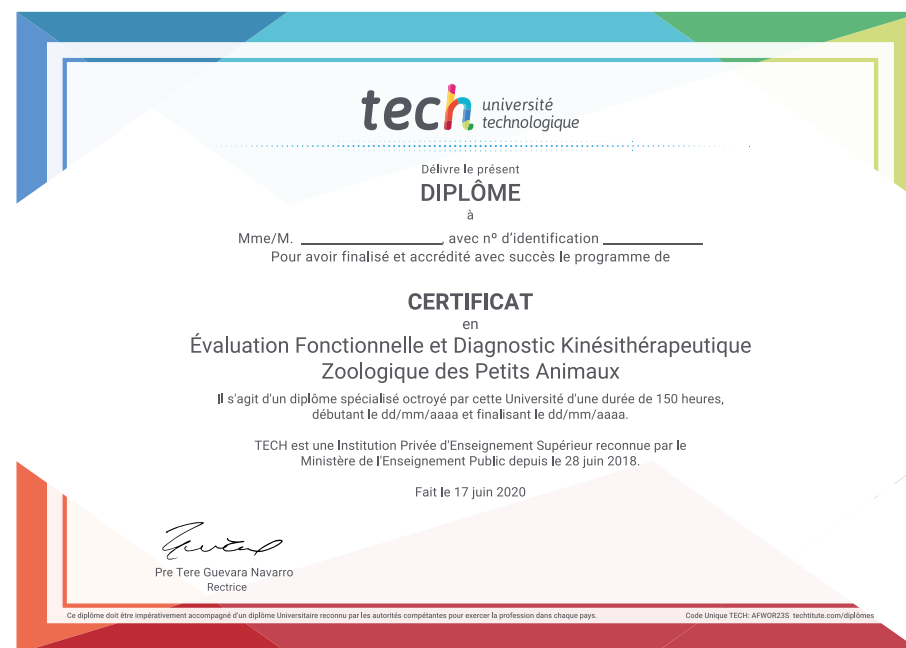 tech université
technologique
Délivre le présent
DIPLÔME
à
Mme/M. ____________________, avec nº d'identification ______________
Pour avoir finalisé et accrédité avec succès le programme de
CERTIFICAT
en
Évaluation Fonctionnelle et Diagnostic Kinésithérapeutique
Zoologique des Petits Animaux
Il s'agit d'un diplôme spécialisé octroyé par cette Université d'une durée de 150 heures,
débutant le dd/mm/aaaa et finalisant le dd/mm/aaaa.
TECH est une Institution Privée d'Enseignement Supérieur reconnue par le
Ministère de l'Enseignement Public depuis le 28 juin 2018.
Fait le 17 juin 2020
Pre Tere Guevara Navarro
Rectrice
Ce diplôme doit être impérativement accompagné d'un diplôme Universitaire reconnu par les autorités compétentes pour exercer la profession dans chaque pays. Code Unique TECH: AFWOR23S techtitute.com/diplômes